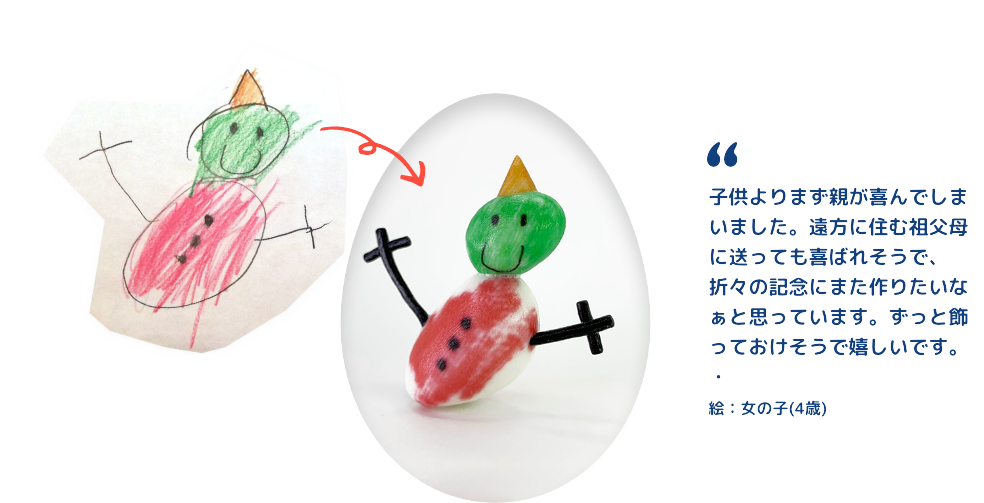 “
子供よりまず親が喜んでしま
いました。遠方に住む祖父母
に送っても喜ばれそうで、
折々の記念にまた作りたいな
ぁと思っています。ずっと飾
っておけそうで嬉しいです。
・
絵：女の子(4歳)